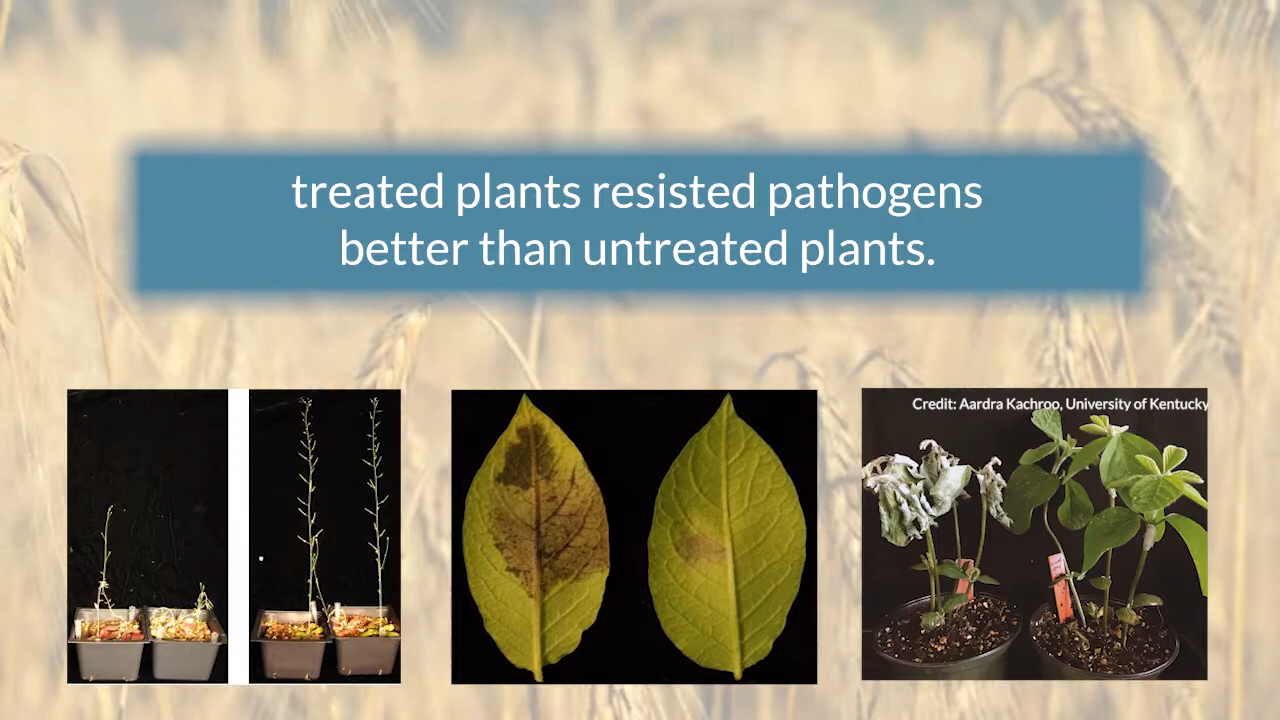 treated plants resisted pathogens
better than untreated plants.
Credit: Aardra Kachroo, University of Kentucky